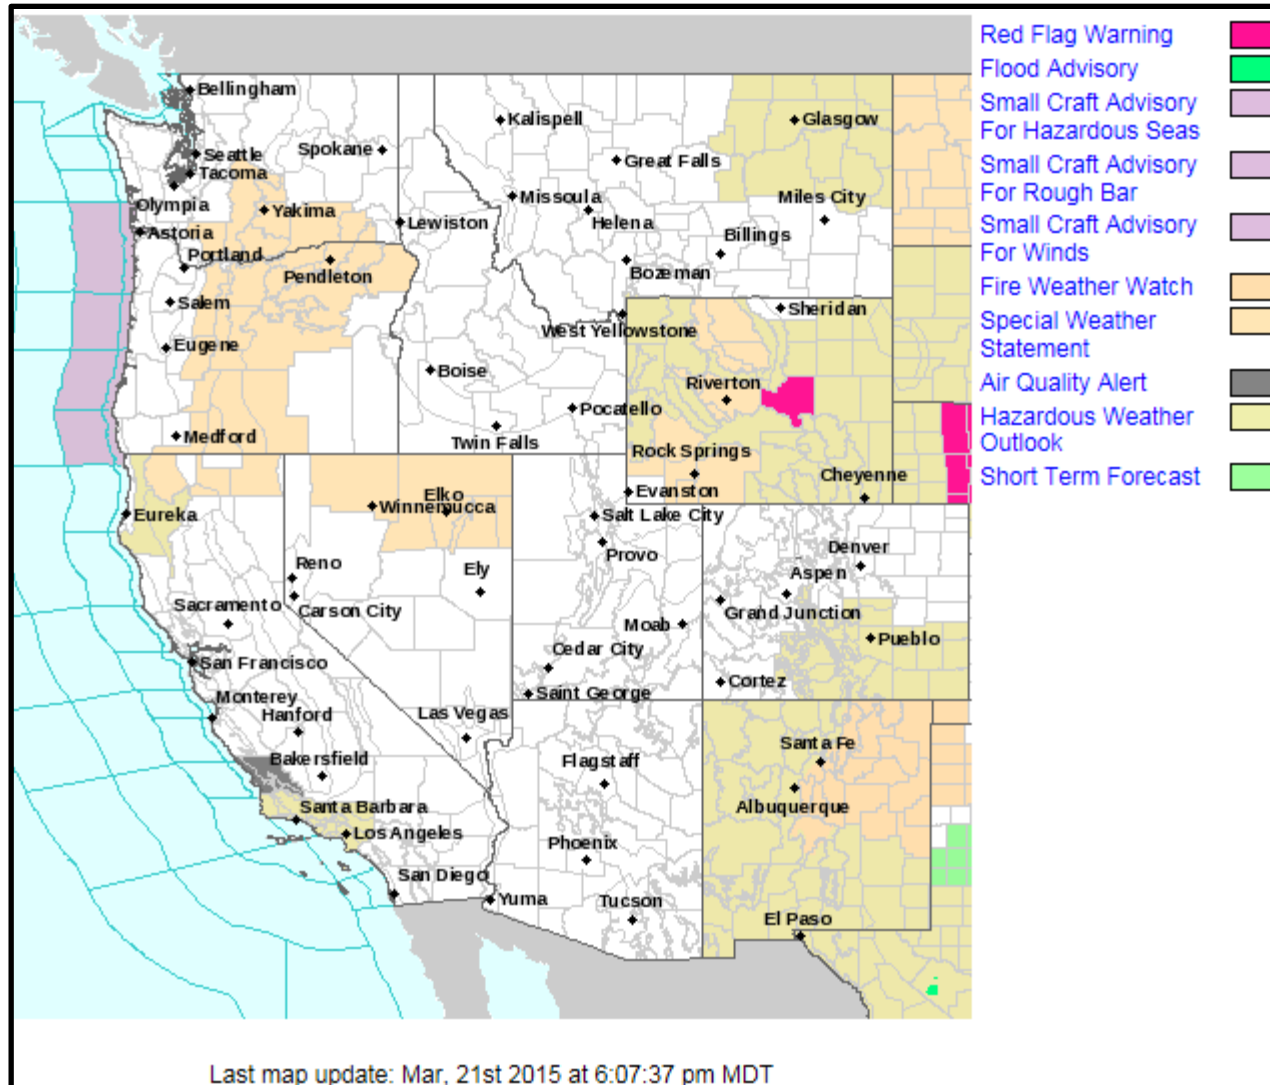 Bellingham
Kalispell
Glasgow
Seattle
Spokane
Great Falls
Tacoma
Olympia
Missoula
Miles City
Yakima
Lewiston
Helena
Astoria
Billings
Portland
Pendleton
Bozeman
Salem
Sheridan
West Yellowstone
Eugene
Boise
Riverton
Pocatello
Medford
Twin Falls
Rock Springs
Cheyenne
Elko
Evanston
Winnemucca
Eureka
Salt Lake City
Provo
Denver
Reno
Ely
Aspen
Sacramento
Carson City
Grand Junction
Moab
Pueblo
Cedar City
San Francisco
Cortez
Saint George
Monterey
Hanford
Las Vegas
Santa Fe
Bakersfield
Flagstaff
Albuquerque
Santa Barbara
Los Angeles
Phoenix
San Diego
Yuma
Tucson
El Paso
Red Flag Warning
Flood Advisory
Small Craft Advisory
For Hazardous Seas
Small Craft Advisory
For Rough Bar
Small Craft Advisory
For Winds
Fire Weather Watch
Special Weather
Statement
Air Quality Alert
Hazardous Weather
Outlook
Short Term Forecast
Last map update: Mar, 21st 2015 at 6:07:37 pm MDT